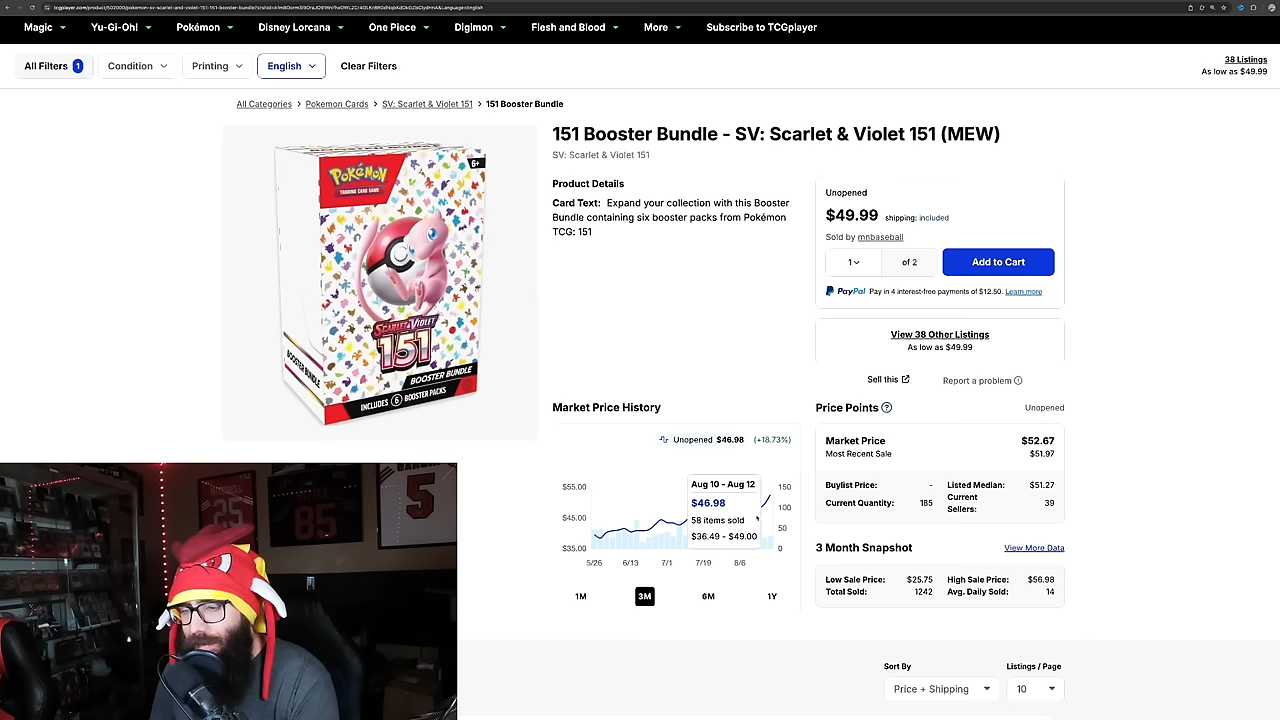 Magic Yu-Gi-Oh! Pokémon Disney Lorcana One Piece Digimon Flesh and Blood More Subscribe to TCGplayer
All Filters 1 Condition Printing English Clear Filters
38 Listings
As low as $49.99
All Categories > Pokemon Cards > SV: Scarlet & Violet 151 > 151 Booster Bundle
151 Booster Bundle - SV: Scarlet & Violet 151 (MEW)
SV: Scarlet & Violet 151
Product Details
Card Text: Expand your collection with this Booster
Bundle containing six booster packs from Pokémon
TCG: 151
Unopened
$49.99 shipping: included
Sold by mnbaseball
1 of 2 Add to Cart
PayPal Pay in 4 interest-free payments of $12.50. Learn more
View 38 Other Listings
As low as $49.99
Sell this Report a problem
POKÉMON
TRADING CARD GAME
6+
SCARLET & VIOLET
151
BOOSTER BUNDLE
INCLUDES 6 BOOSTER PACKS
BOOSTER BUNDLE
Market Price History
Unopened $46.98 (+18.73%)
$55.00
$45.00
$35.00
150
100
50
0
Aug 10 - Aug 12
$46.98
58 items sold
$36.49 - $49.00
5/26 6/13 7/1 7/19 8/6
1M 3M 6M 1Y
Price Points Unopened
Market Price $52.67
Most Recent Sale $51.97
Buylist Price: - Listed Median: $51.27
Current Quantity: 185 Current Sellers: 39
3 Month Snapshot View More Data
Low Sale Price: $25.75 High Sale Price: $56.98
Total Sold: 1242 Avg. Daily Sold: 14
Sort By Listings / Page
Price + Shipping 10
25
85
5